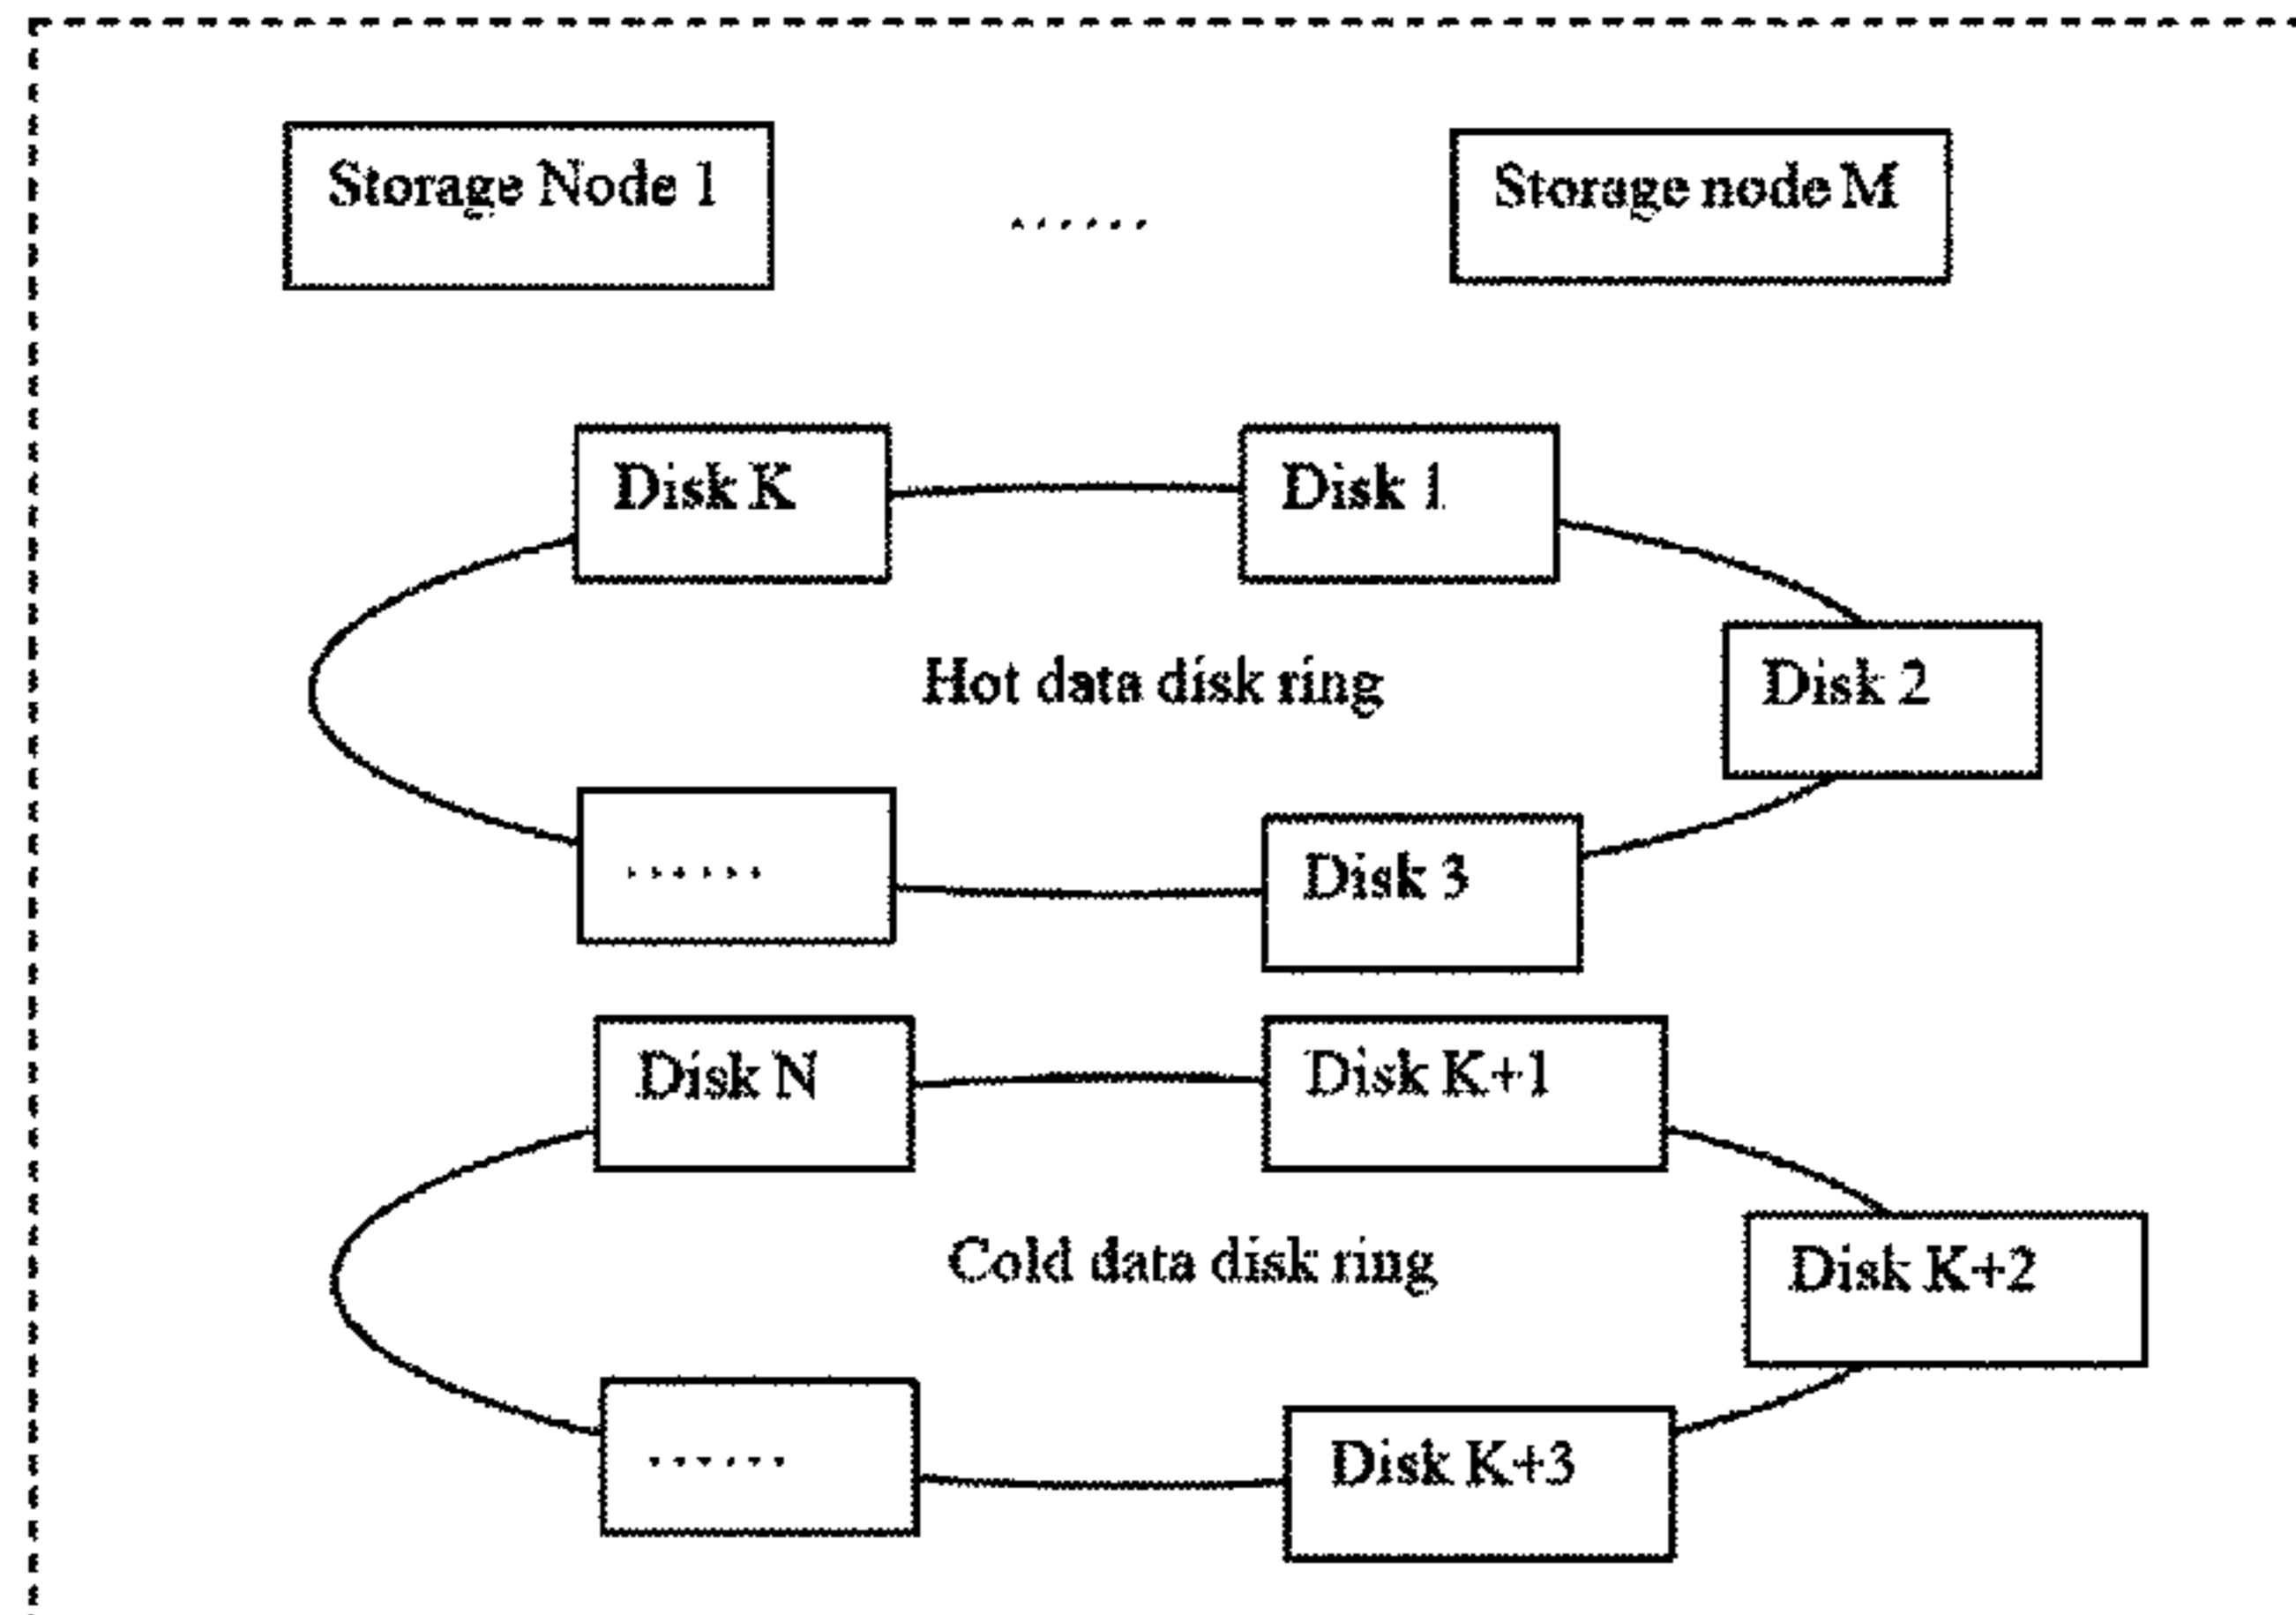 Storage Node 1
......
Storage node M
Disk K
Disk 1
Hot data disk ring
Disk 2
......
Disk 3
Disk N
Disk K+1
Cold data disk ring
Disk K+2
......
Disk K+3